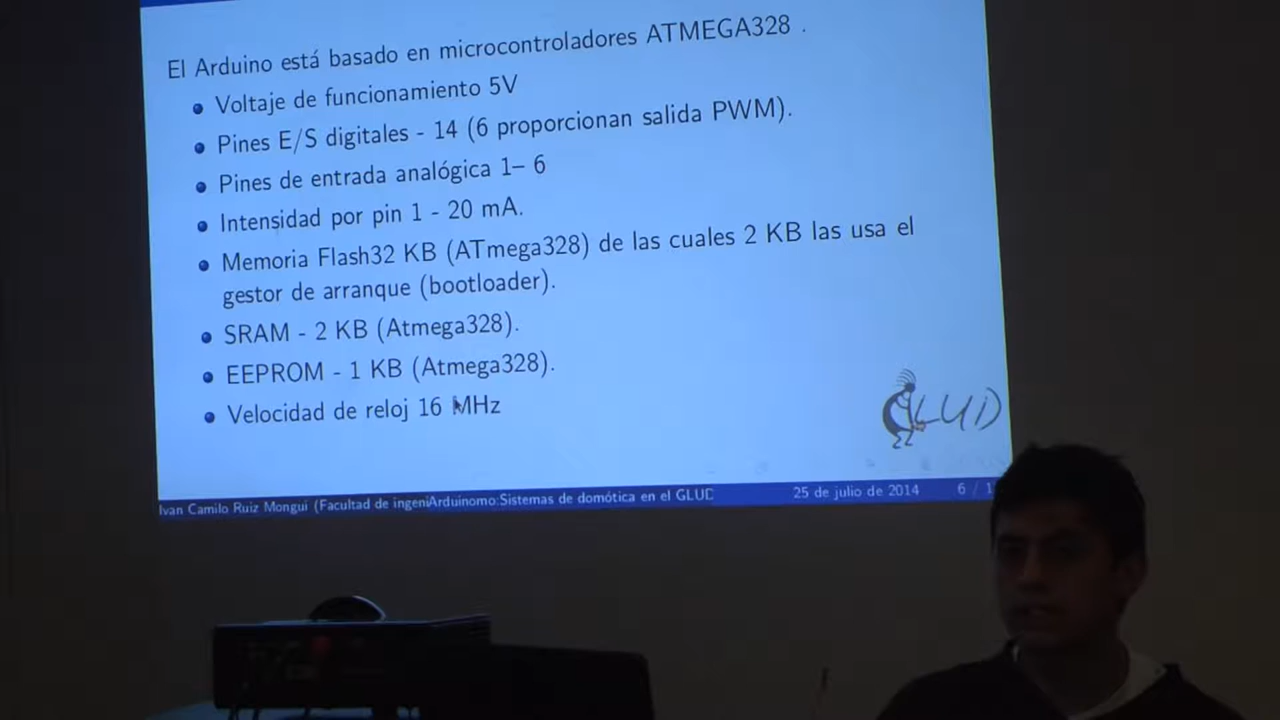 El Arduino está basado en microcontroladores ATMEGA328 .
Voltaje de funcionamiento 5V
Pines E/S digitales - 14 (6 proporcionan salida PWM).
Pines de entrada analógica 1– 6
Intensidad por pin 1 - 20 mA.
Memoria Flash32 KB (ATmega328) de las cuales 2 KB las usa el
gestor de arranque (bootloader).
SRAM - 2 KB (Atmega328).
EEPROM - 1 KB (Atmega328).
Velocidad de reloj 16 MHz
GLUD
Ivan Camilo Ruiz Mongui (Facultad de ingeni Arduinomo:Sistemas de domótica en el GLUD 25 de julio de 2014 6 /